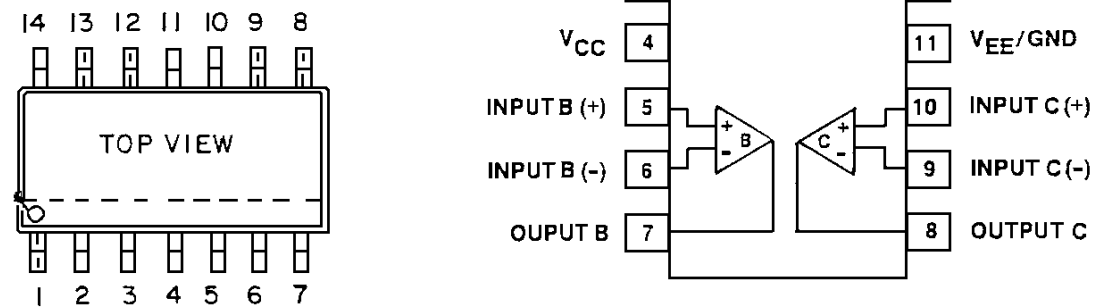 14 13 12 11 10 9 8
TOP VIEW
1 2 3 4 5 6 7
VCC 4 11 VEE/GND
INPUT B (+) 5 10 INPUT C (+)
+ B C +
- -
INPUT B (-) 6 9 INPUT C (-)
OUPUT B 7 8 OUTPUT C